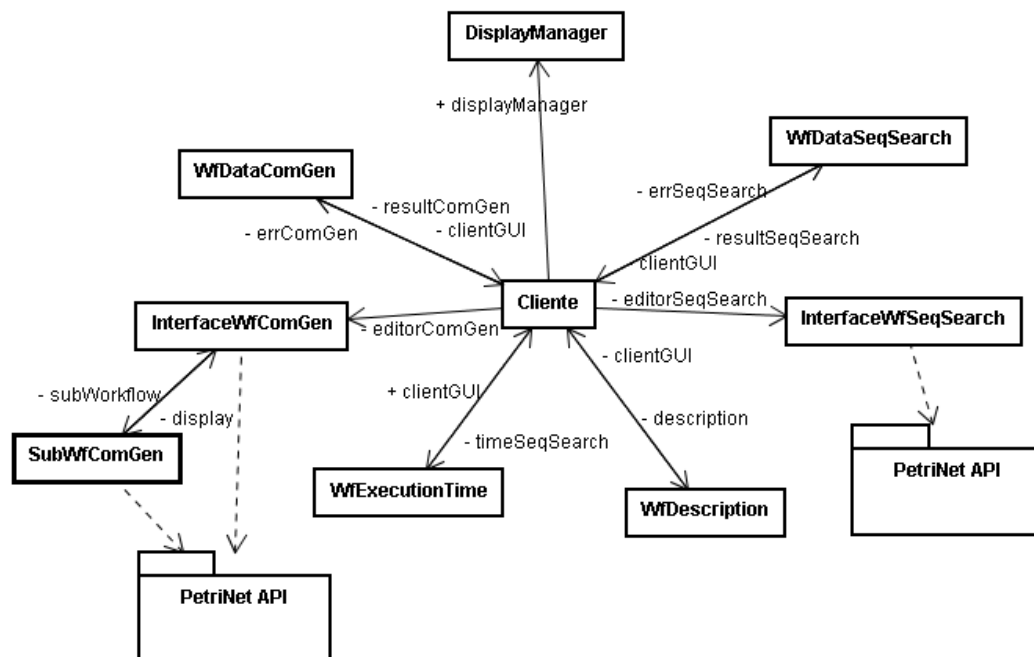 DisplayManager
+ displayManager
WfDataSeqSearch
WfDataComGen
- errSeqSearch
- resultComGen
- errComGen
- clientGUI
- resultSeqSearch
clientGUI
Cliente
- editorSeqSearch
InterfaceWfComGen
editorComGen
InterfaceWfSeqSearch
- clientGUI
+ clientGUI
- subWorkflow
- display
- description
- timeSeqSearch
SubWfComGen
PetriNet API
WfExecutionTime
WfDescription
PetriNet API